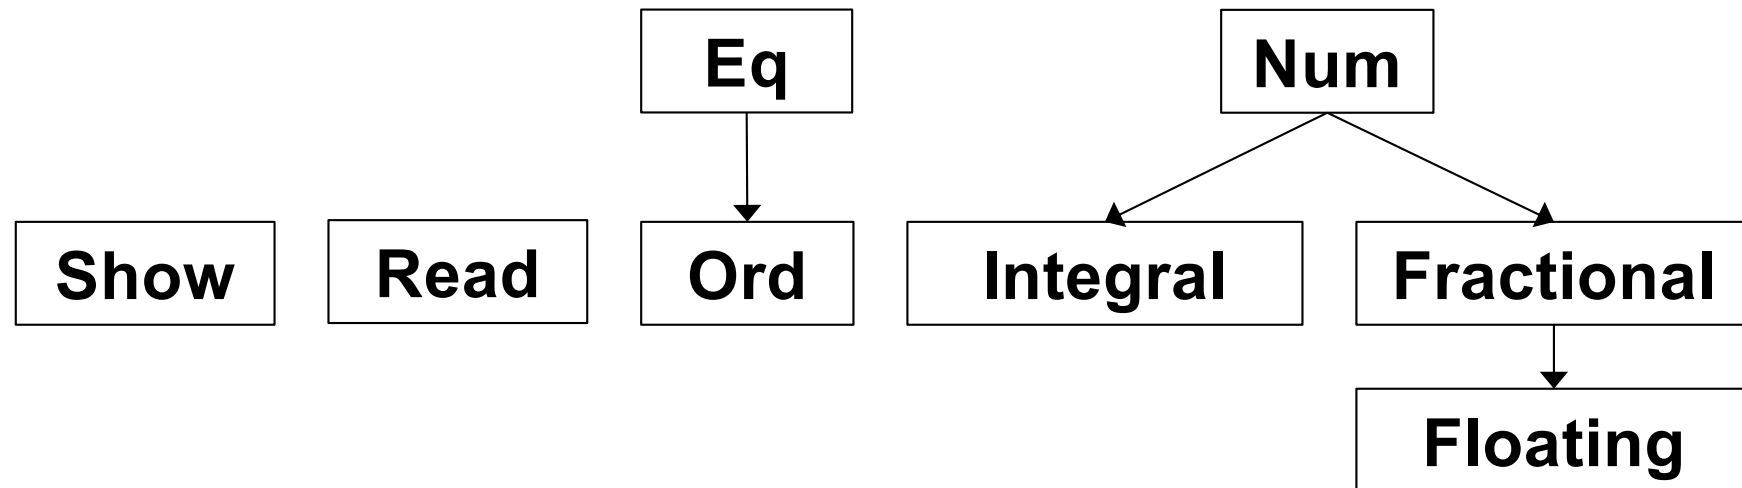 Eq
Num
Show
Read
Ord
Integral
Fractional
Floating